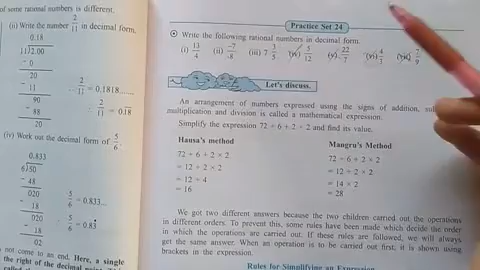 of some rational numbers is different.
(ii) Write the number 2/11 in decimal form.
0.18
11)2.00
- 0
20
- 11
90
- 88
20
∴ 2/11 = 0.1818.....
∴ 2/11 = 0.1̅8̅
(iv) Work out the decimal form of 5/6.
0.833
6)50
- 48
020
- 18
020
- 18
02
∴ 5/6 = 0.833...
∴ 5/6 = 0.83̇
not come to an end. Here, a single
the right of the decimal point
Practice Set 24
Write the following rational numbers in decimal form.
(i) 13/4 (ii) -7/-8 (iii) 7 3/5 (iv) 5/12 (v) 22/7 (vi) 4/3 (vii) 7/9
Let's discuss.
An arrangement of numbers expressed using the signs of addition,
multiplication and division is called a mathematical expression.
Simplify the expression 72 ÷ 6 + 2 × 2 and find its value.
Hausa's Method
72 ÷ 6 + 2 × 2
= 12 + 2 × 2
= 12 + 4
= 16
Mangru's Method
72 ÷ 6 + 2 × 2
= 12 + 2 × 2
= 14 × 2
= 28
We got two different answers because the two children carried out the operations
in different orders. To prevent this, some rules have been made which decide the order
in which the operations are carried out. If these rules are followed, we will always
get the same answer. When an operation is to be carried out first, it is shown using
brackets in the expression.
Rules for Simplifying an Expression